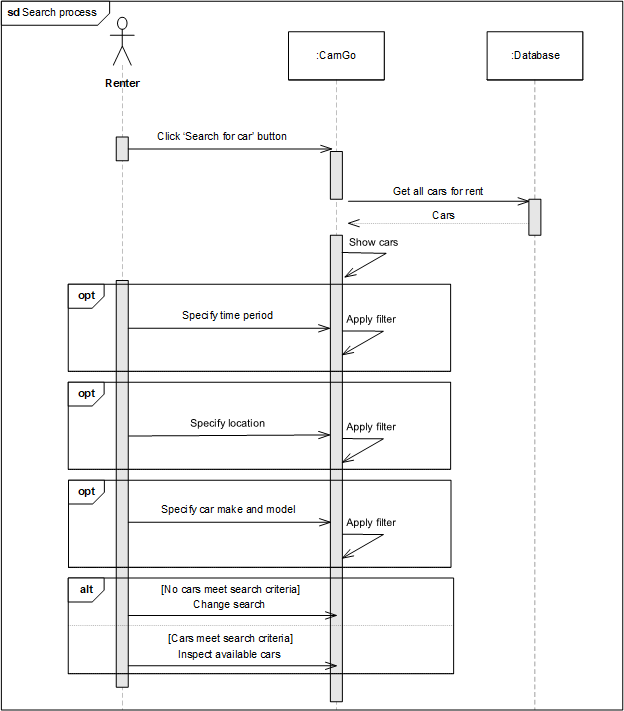 sd Search process
:CamGo
:Database
Renter
Click ‘Search for car’ button
Get all cars for rent
Cars
Show cars
opt
Specify time period
Apply filter
opt
Specify location
Apply filter
opt
Specify car make and model
Apply filter
alt
[No cars meet search criteria]
Change search
[Cars meet search criteria]
Inspect available cars